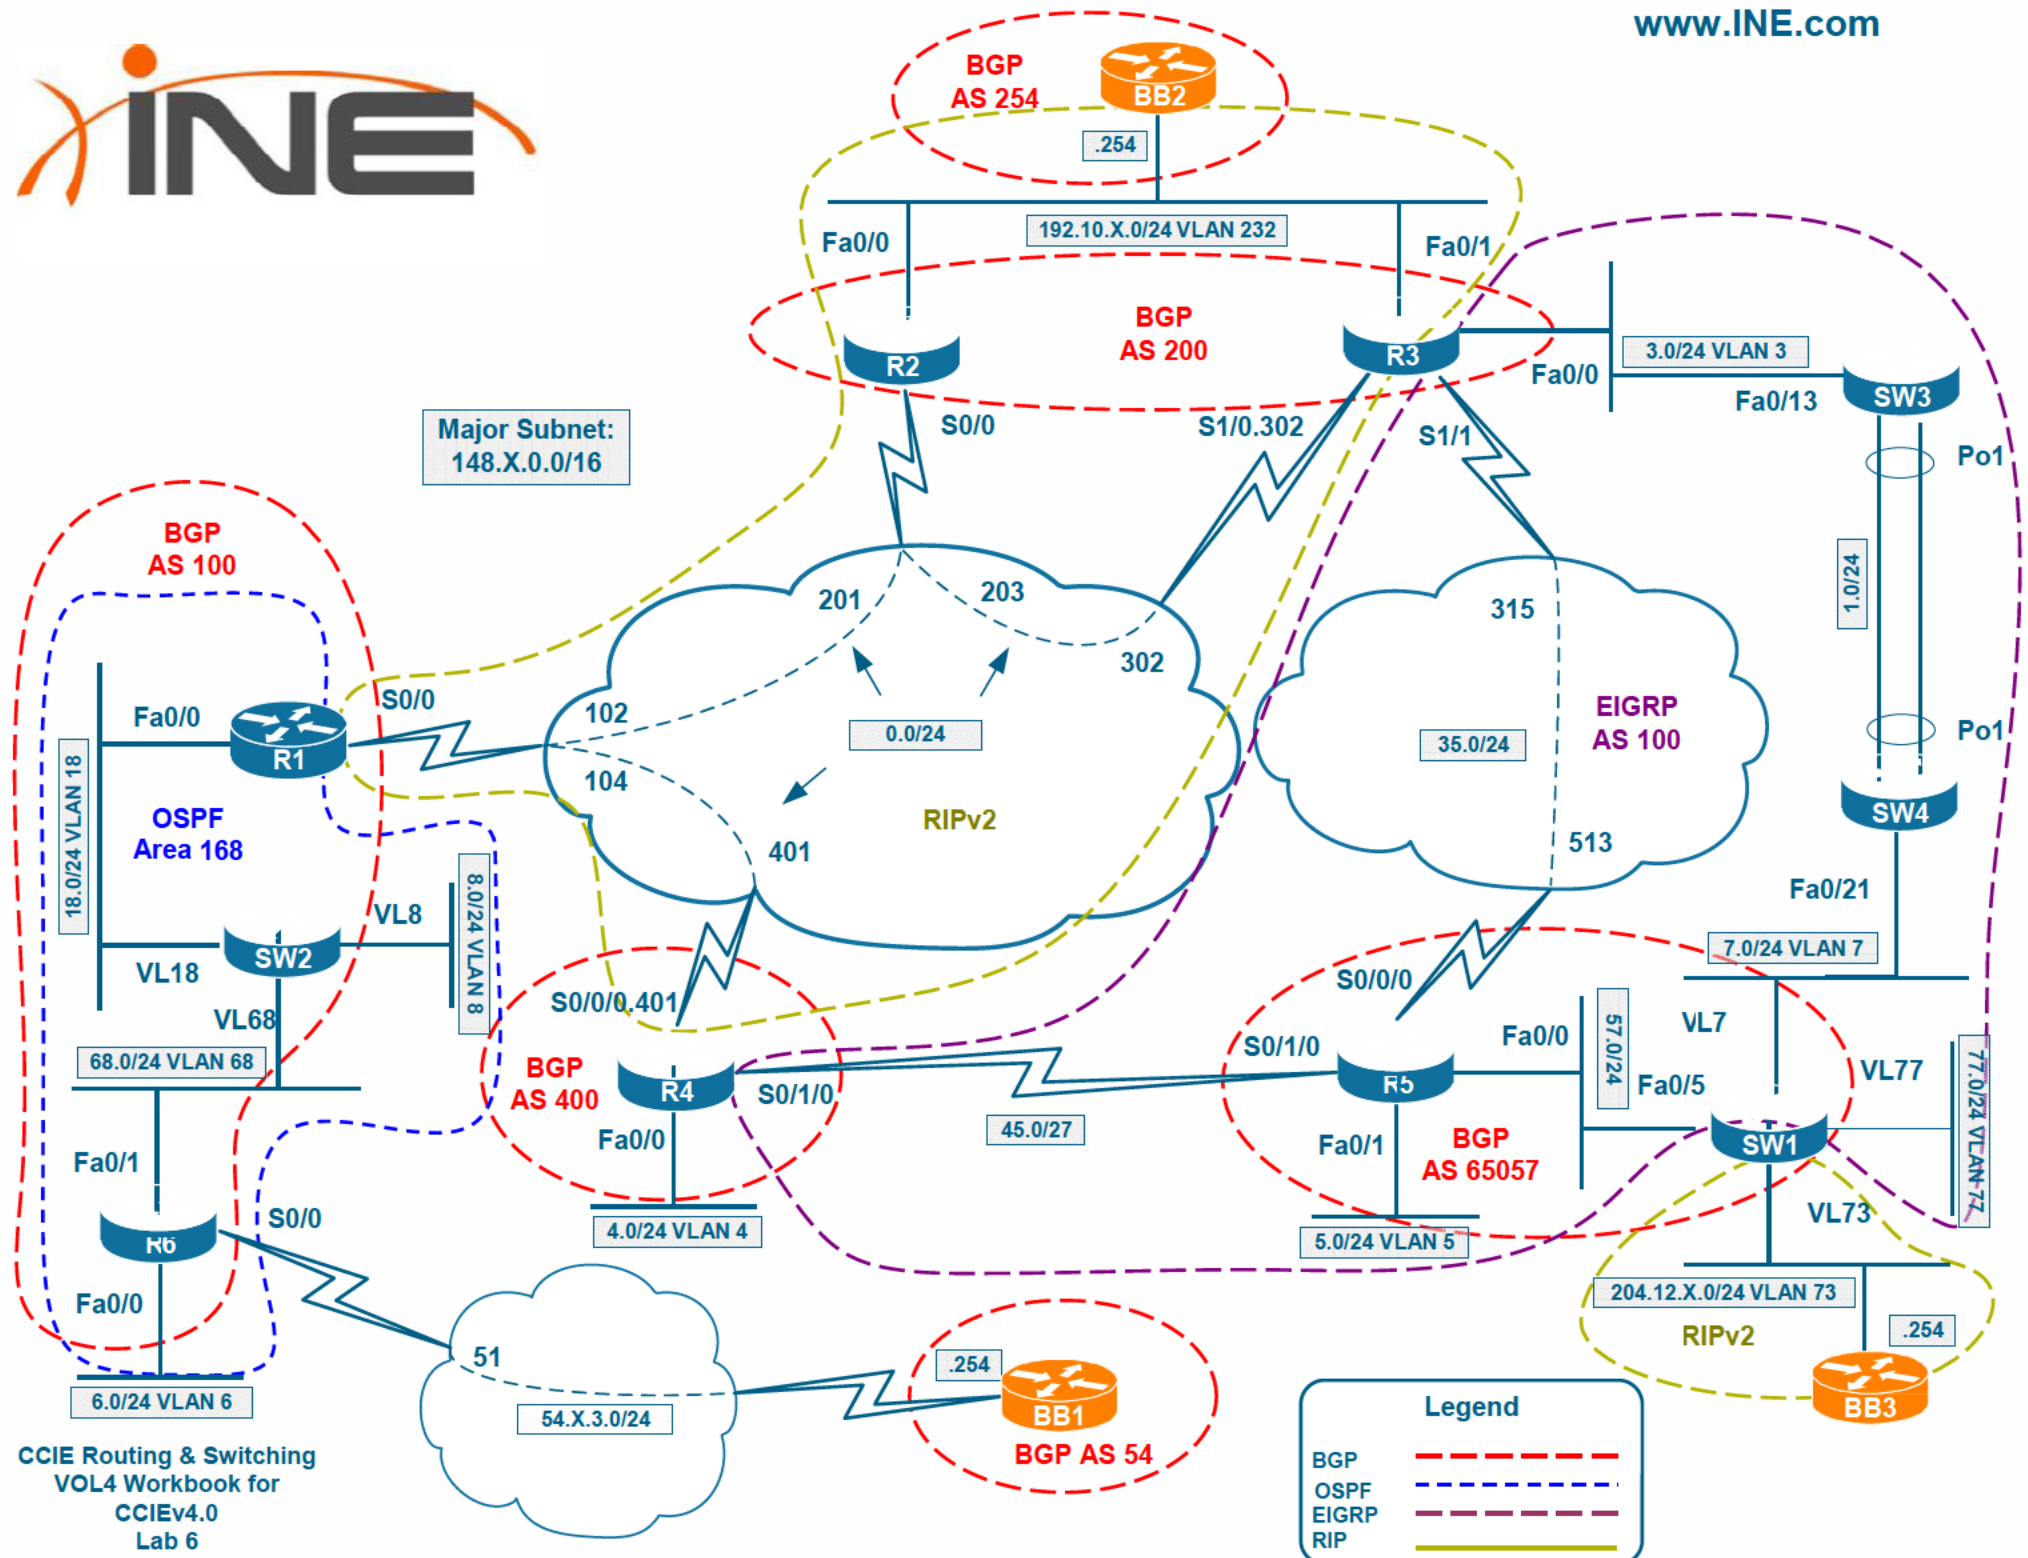 www.INE.com
INE
BGP
AS 254
BB2
.254
192.10.X.0/24 VLAN 232
Fa0/0
Fa0/1
BGP
AS 200
R2
R3
3.0/24 VLAN 3
Fa0/0
Fa0/13
SW3
Major Subnet:
148.X.0.0/16
S0/0
S1/0.302
S1/1
Po1
BGP
AS 100
201
203
302
315
1.0/24
Fa0/0
S0/0
R1
102
104
0.0/24
35.0/24
EIGRP
AS 100
Po1
18.0/24 VLAN 18
OSPF
Area 168
RIPv2
401
513
SW4
8.0/24 VLAN 8
VL8
Fa0/21
SW2
VL18
7.0/24 VLAN 7
VL68
S0/0/0.401
S0/0/0
VL7
68.0/24 VLAN 68
BGP
AS 400
R4
S0/1/0
S0/1/0
R5
Fa0/0
57.0/24
Fa0/5
VL77
77.0/24 VLAN 77
45.0/27
Fa0/0
Fa0/1
BGP
AS 65057
SW1
Fa0/1
4.0/24 VLAN 4
5.0/24 VLAN 5
VL73
R6
S0/0
Fa0/0
204.12.X.0/24 VLAN 73
RIPv2
.254
BB3
51
.254
BB1
BGP AS 54
54.X.3.0/24
6.0/24 VLAN 6
CCIE Routing & Switching
VOL4 Workbook for
CCIEv4.0
Lab 6
Legend
BGP
OSPF
EIGRP
RIP